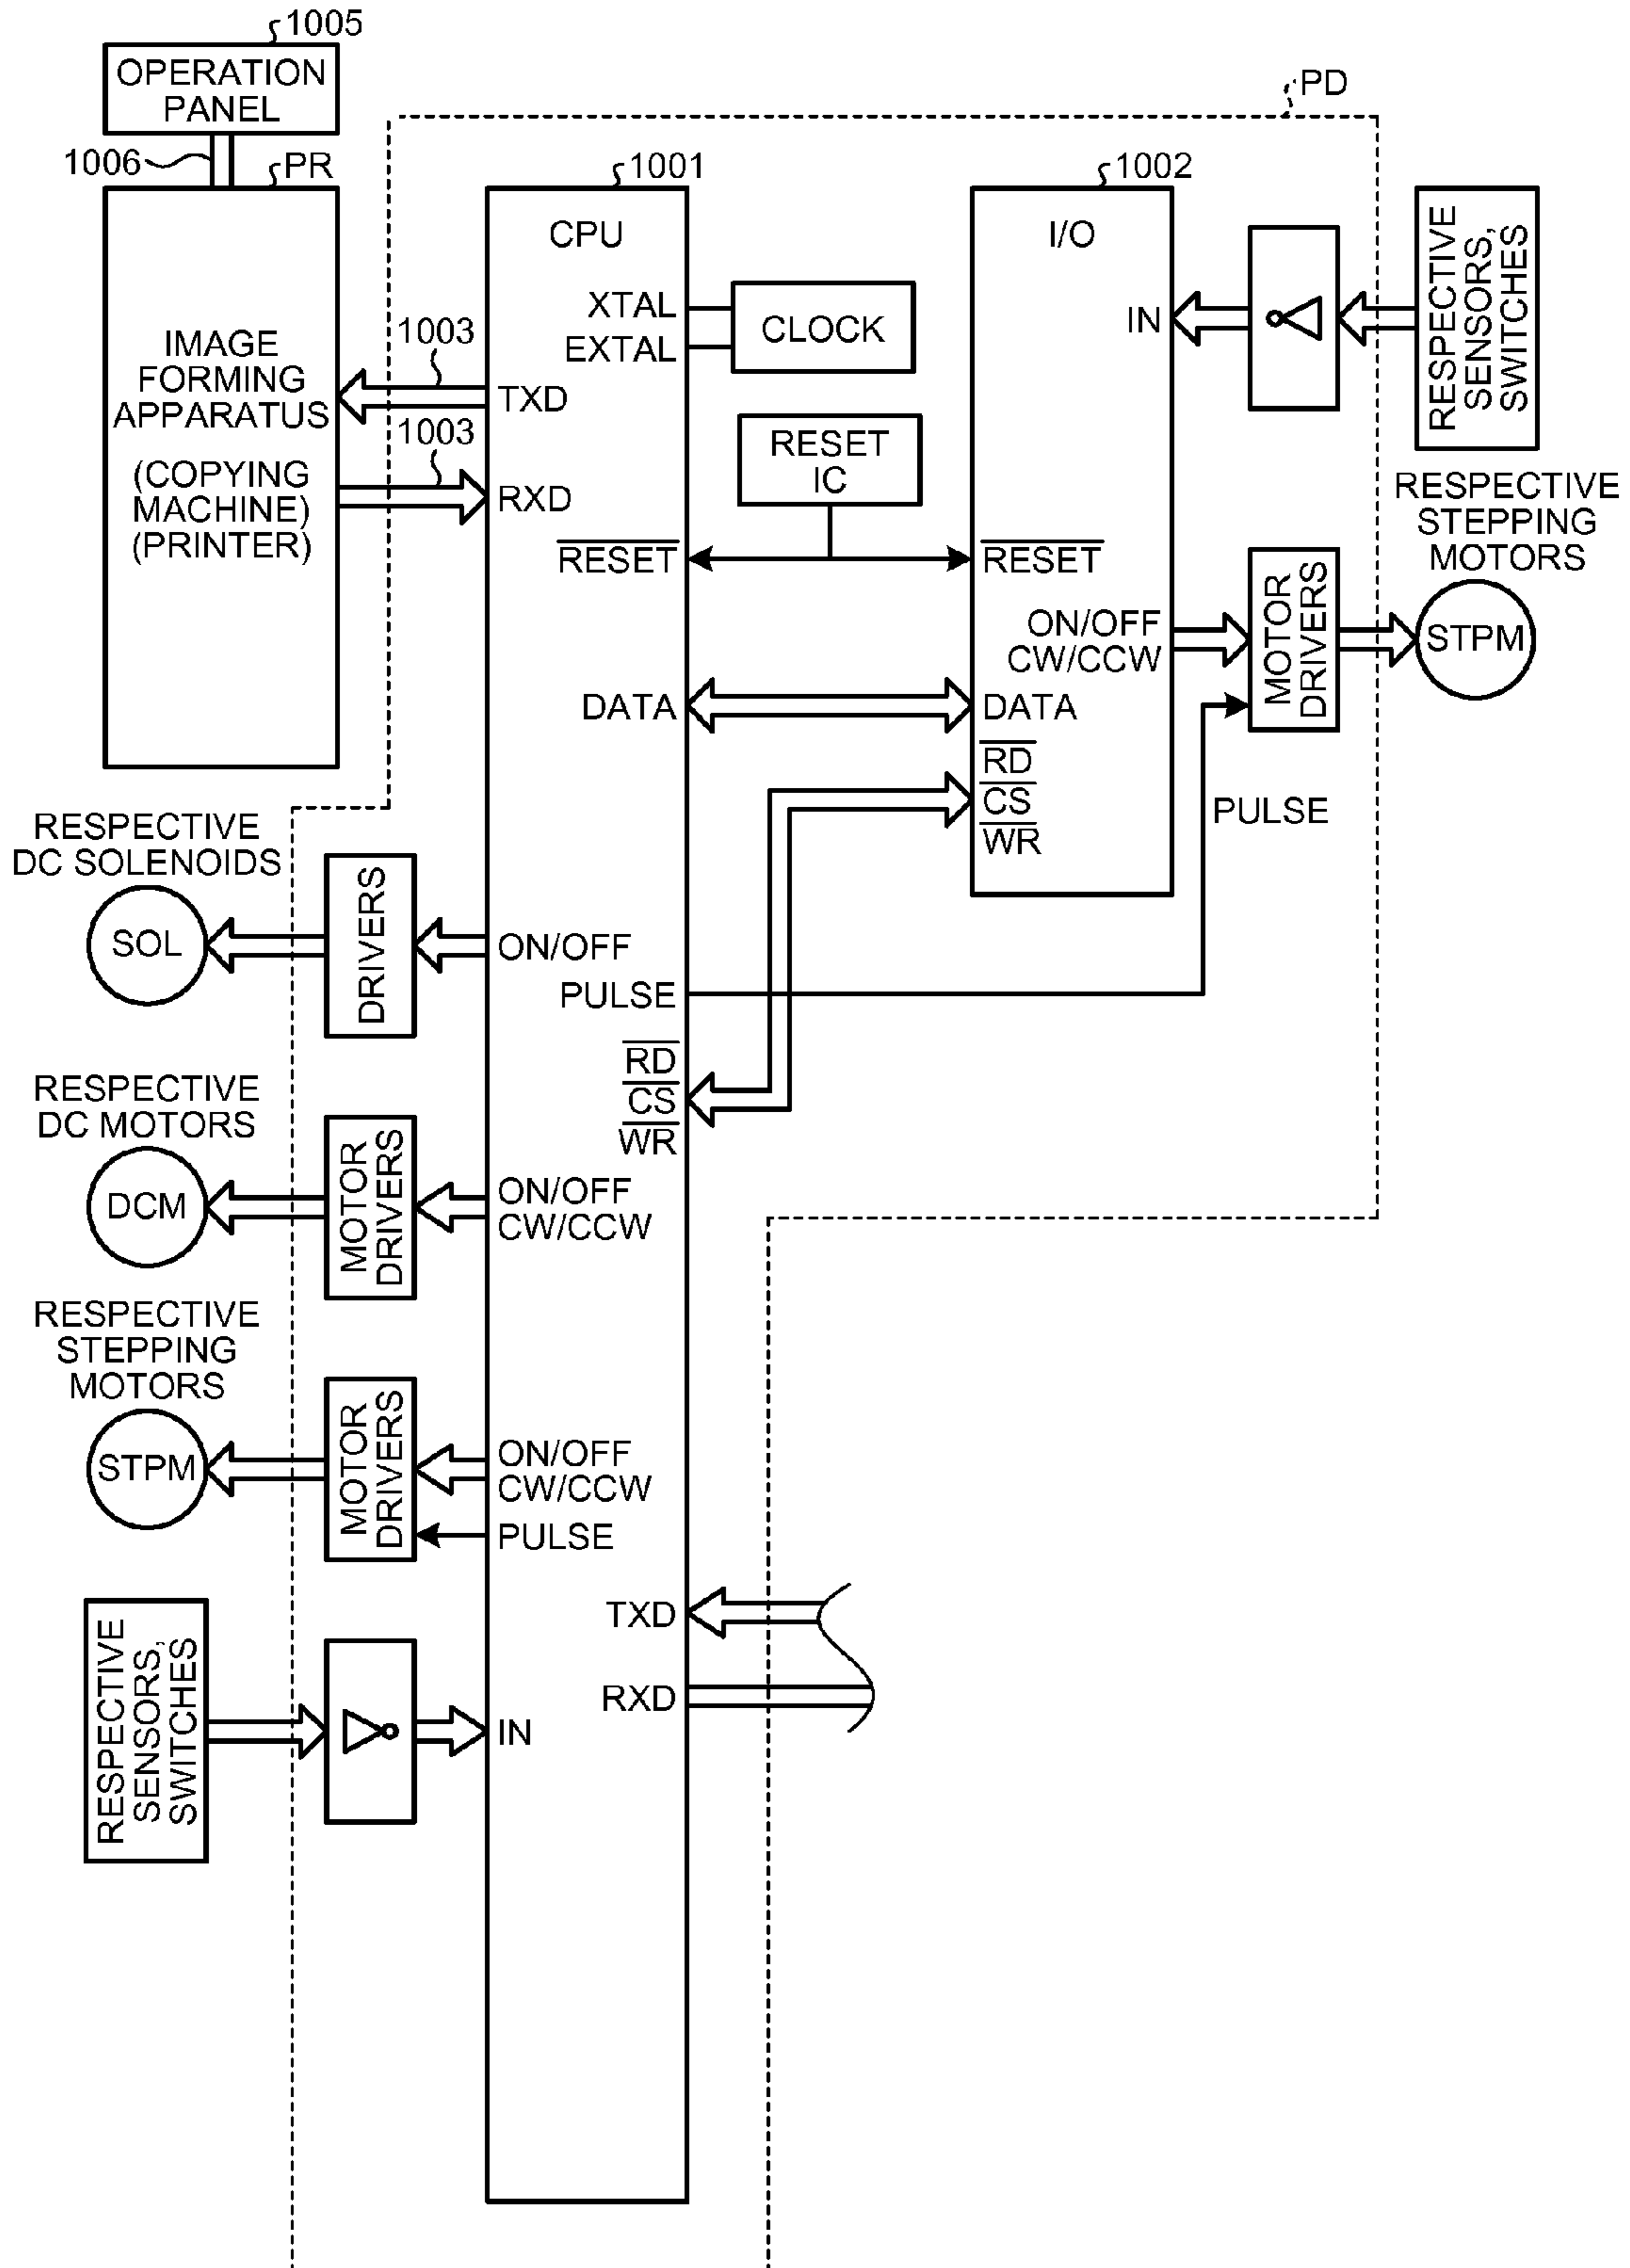 1005
OPERATION
PANEL
1006
PR
IMAGE
FORMING
APPARATUS
(COPYING
MACHINE)
(PRINTER)
1003
1003
PD
1001
CPU
XTAL
EXTAL
TXD
RXD
RESET
DATA
ON/OFF
PULSE
RD
CS
WR
ON/OFF
CW/CCW
ON/OFF
CW/CCW
PULSE
TXD
RXD
IN
CLOCK
RESET
IC
1002
I/O
IN
RESET
ON/OFF
CW/CCW
DATA
RD
CS
WR
RESPECTIVE
SENSORS,
SWITCHES
RESPECTIVE
STEPPING
MOTORS
MOTOR
DRIVERS
STPM
PULSE
RESPECTIVE
DC SOLENOIDS
SOL
DRIVERS
RESPECTIVE
DC MOTORS
DCM
MOTOR
DRIVERS
RESPECTIVE
STEPPING
MOTORS
STPM
MOTOR
DRIVERS
RESPECTIVE
SENSORS,
SWITCHES